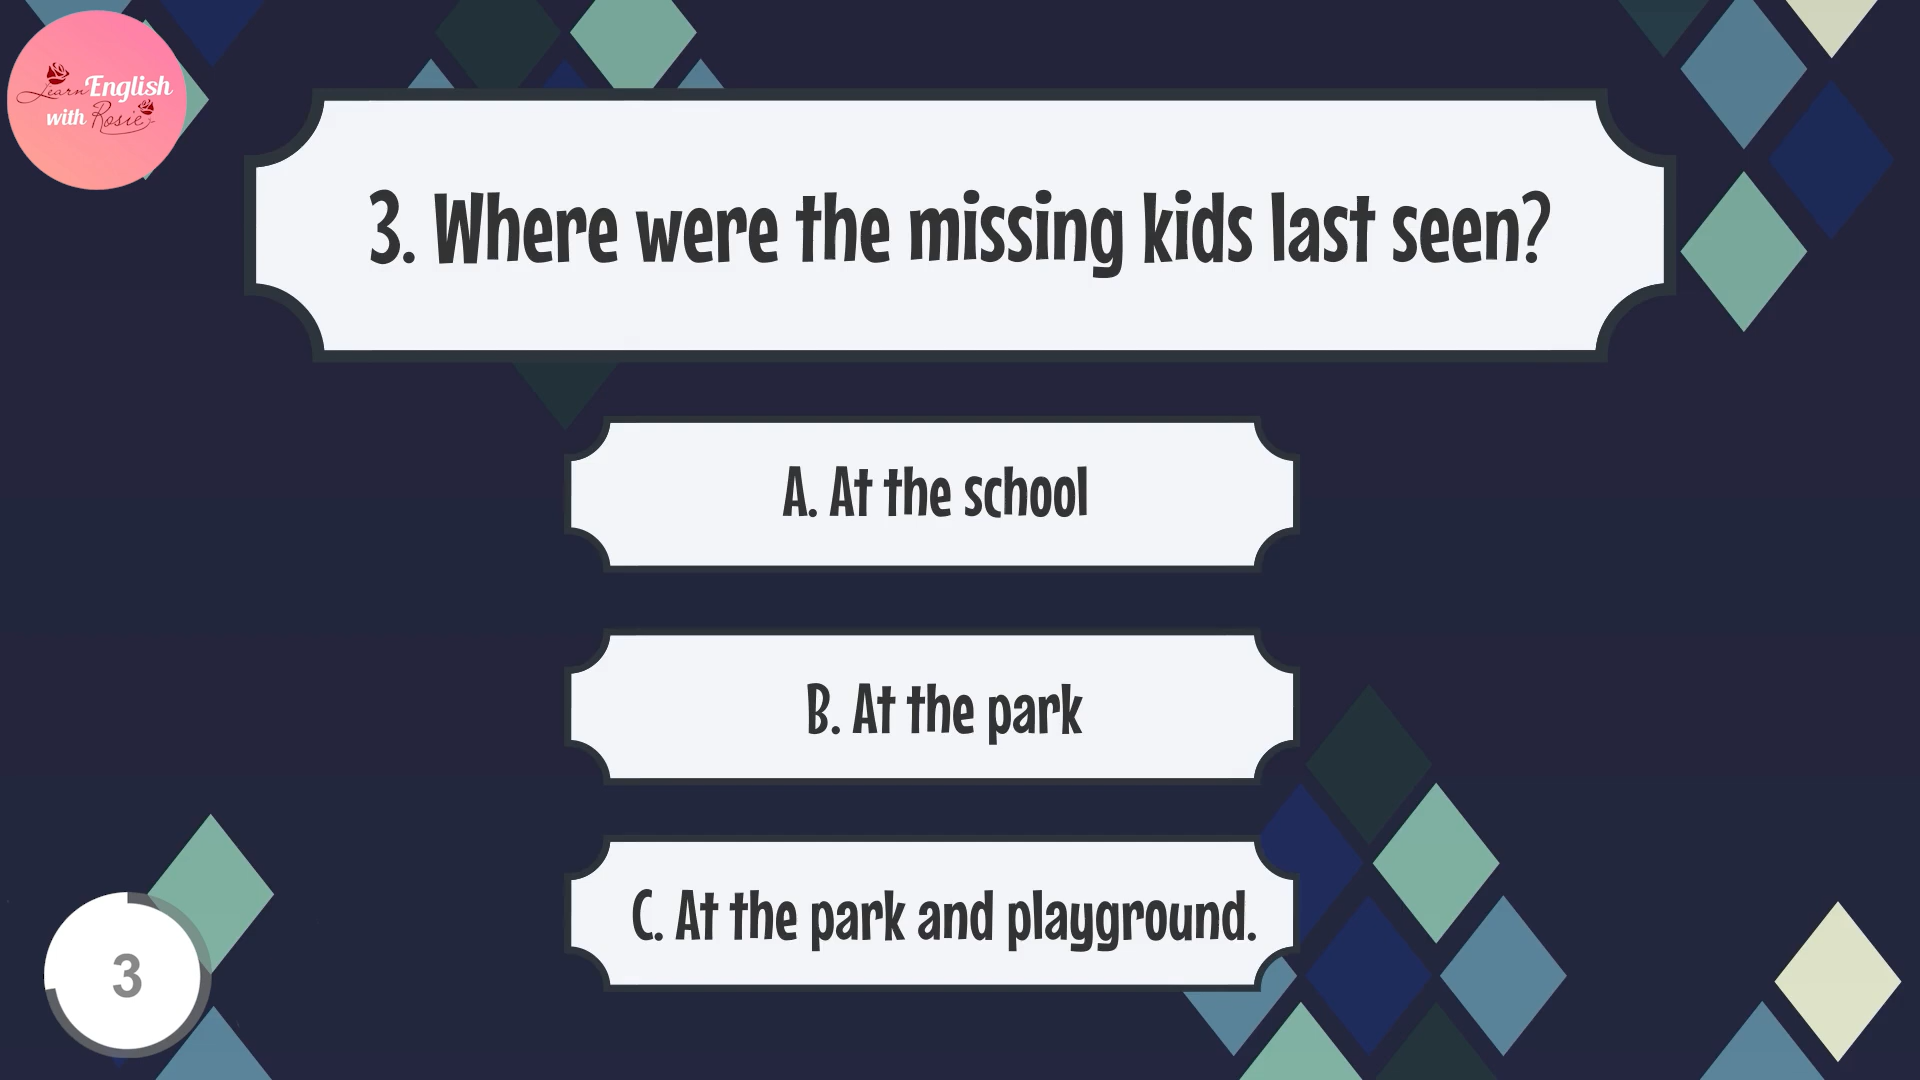 Learn English
with Rosie
3. Where were the missing kids last seen?
A. At the school
B. At the park
C. At the park and playground.
3